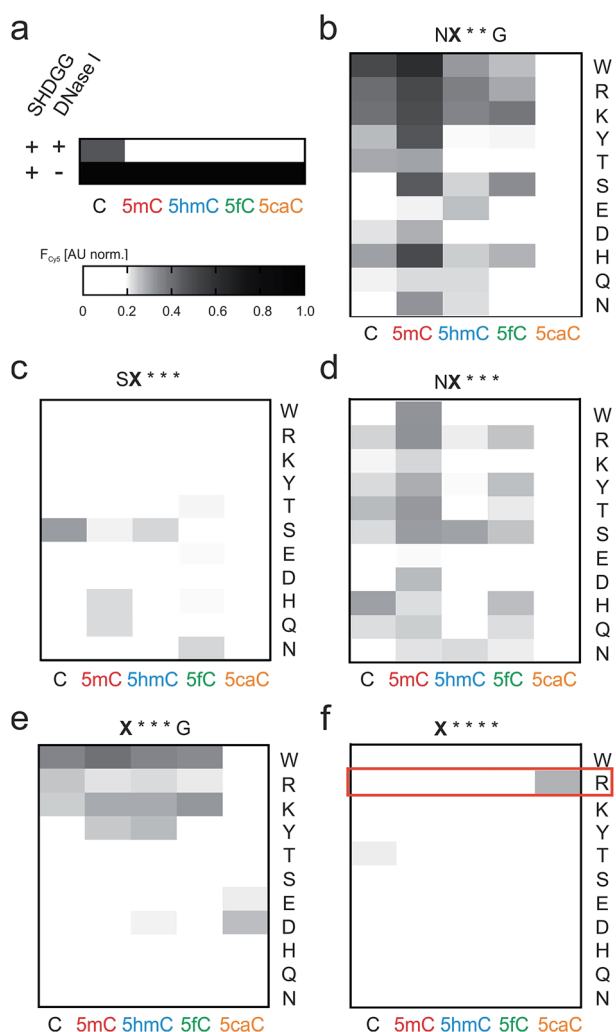 a
SHDGG
DNase I
+ +
+ -
C 5mC 5hmC 5fC 5caC
F Cy5 [AU norm.]
0 0.2 0.4 0.6 0.8 1.0
b
NX * * G
W
R
K
Y
T
S
E
D
H
Q
N
C 5mC 5hmC 5fC 5caC
c
SX * * *
W
R
K
Y
T
S
E
D
H
Q
N
C 5mC 5hmC 5fC 5caC
d
NX * * *
W
R
K
Y
T
S
E
D
H
Q
N
C 5mC 5hmC 5fC 5caC
e
X * * * G
W
R
K
Y
T
S
E
D
H
Q
N
C 5mC 5hmC 5fC 5caC
f
X * * * *
W
R
K
Y
T
S
E
D
H
Q
N
C 5mC 5hmC 5fC 5caC